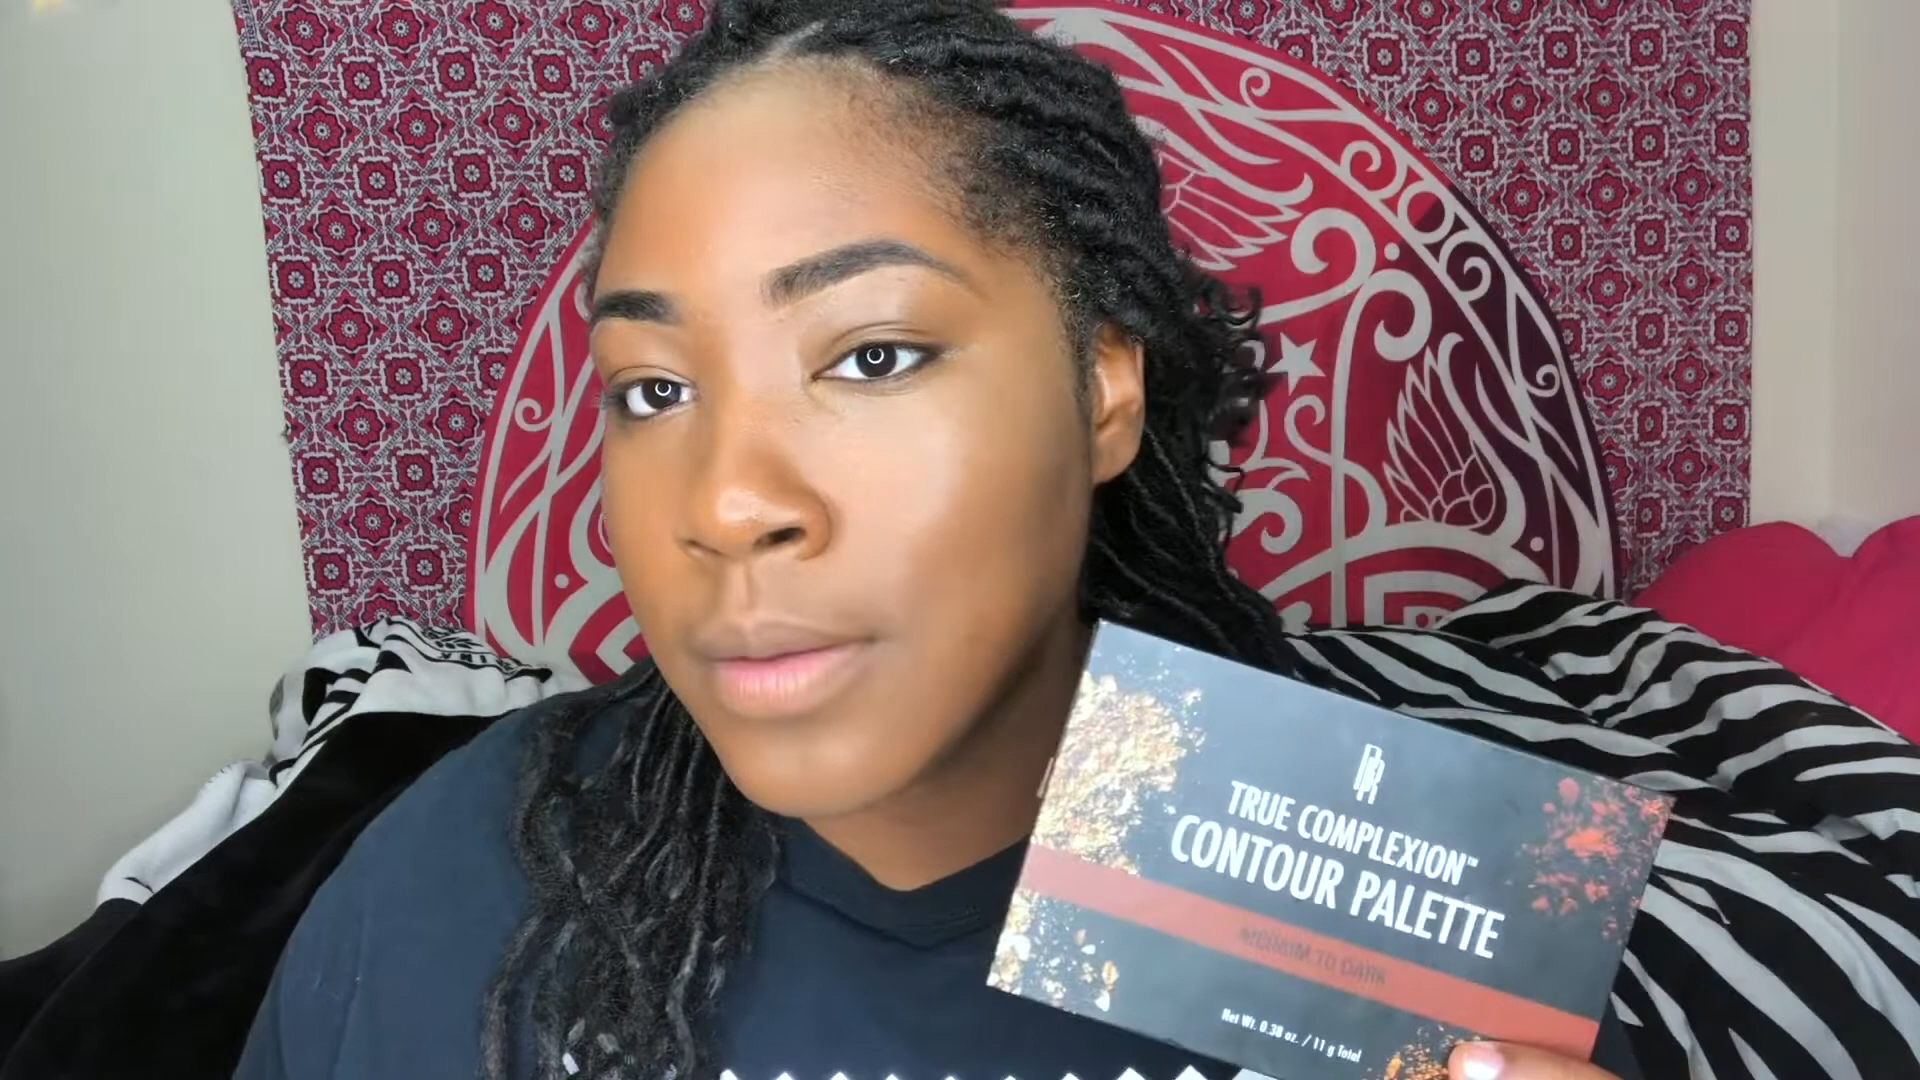 TRUE COMPLEXION™
CONTOUR PALETTE
MEDIUM TO DARK
Net Wt. 0.38 oz. / 11 g Total